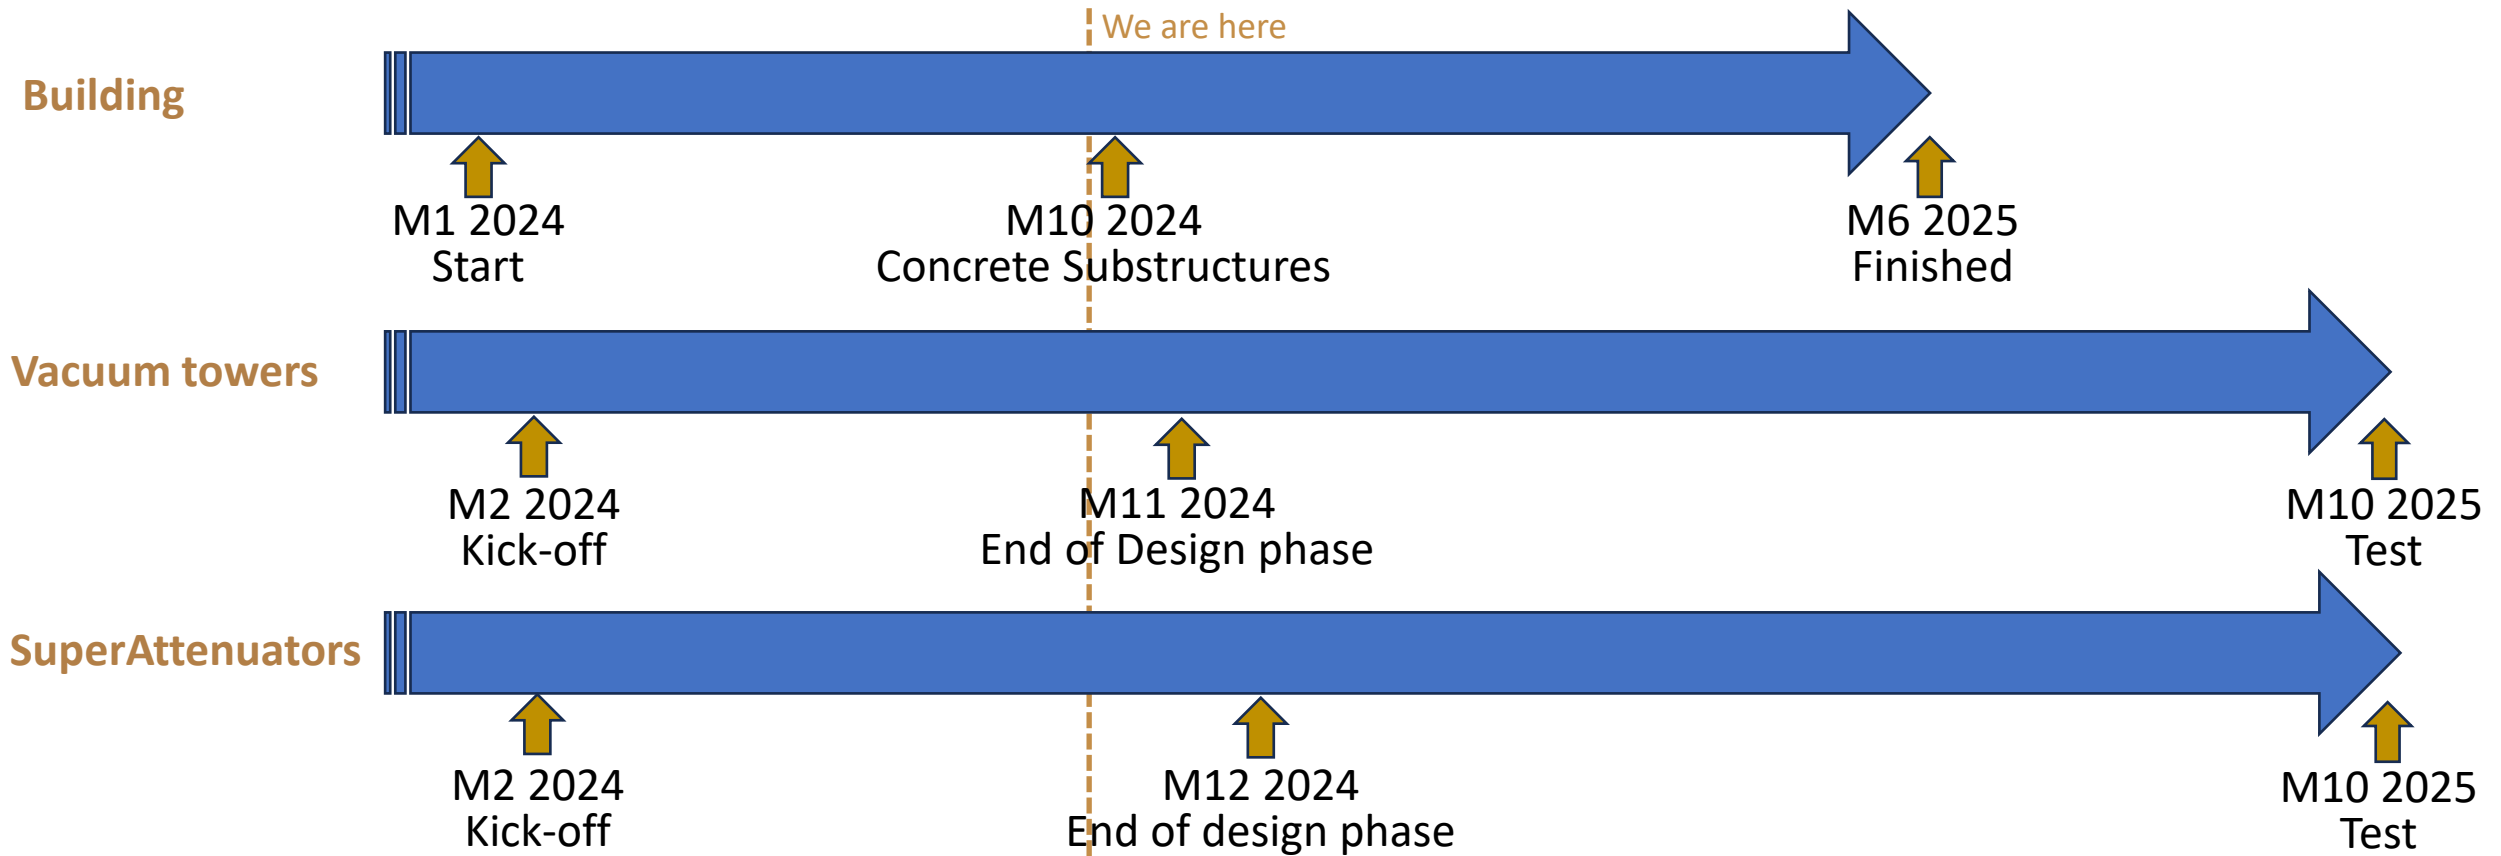 We are here
Building
M1 2024
Start
M10 2024
Concrete Substructures
M6 2025
Finished
Vacuum towers
M2 2024
Kick-off
M11 2024
End of Design phase
M10 2025
Test
SuperAttenuators
M2 2024
Kick-off
M12 2024
End of design phase
M10 2025
Test